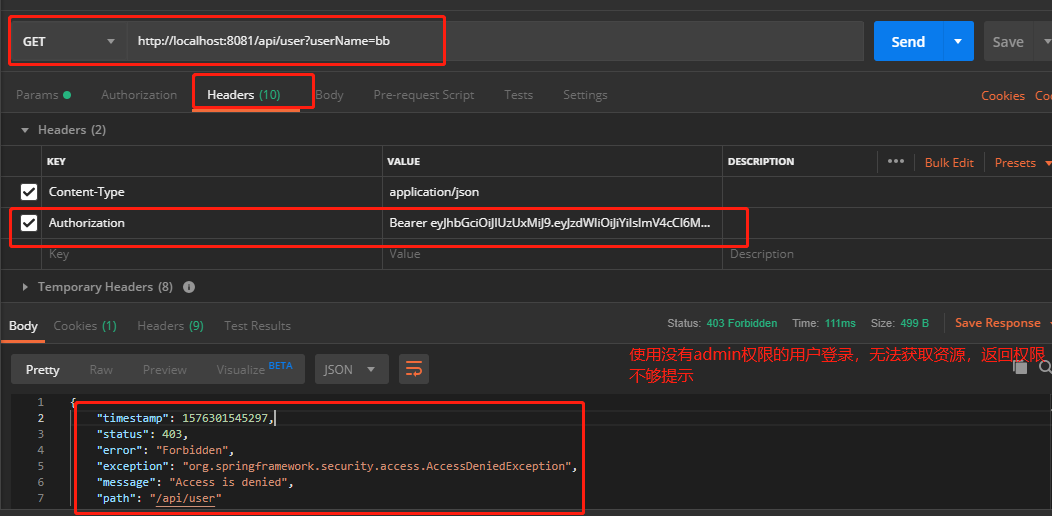 GET http://localhost:8081/api/user?userName=bb Send Save
Params Authorization Headers (10) Body Pre-request Script Tests Settings Cookies Co
Headers (2)
KEY VALUE DESCRIPTION ••• Bulk Edit Presets
Content-Type application/json
Authorization
Key Value Description
Temporary Headers (8)
Body Cookies (1) Headers (9) Test Results Status: 403 Forbidden Time: 111ms Size: 499 B Save Response
使用没有admin权限的用户登录，无法获取资源，返回权限
不够提示
Pretty Raw Preview Visualize BETA JSON
1 {
2 "timestamp": 1576301545297,
3 "status": 403,
4 "error": "Forbidden",
5 "exception": "org.springframework.security.access.AccessDeniedException",
6 "message": "Access is denied",
7 "path": "/api/user"